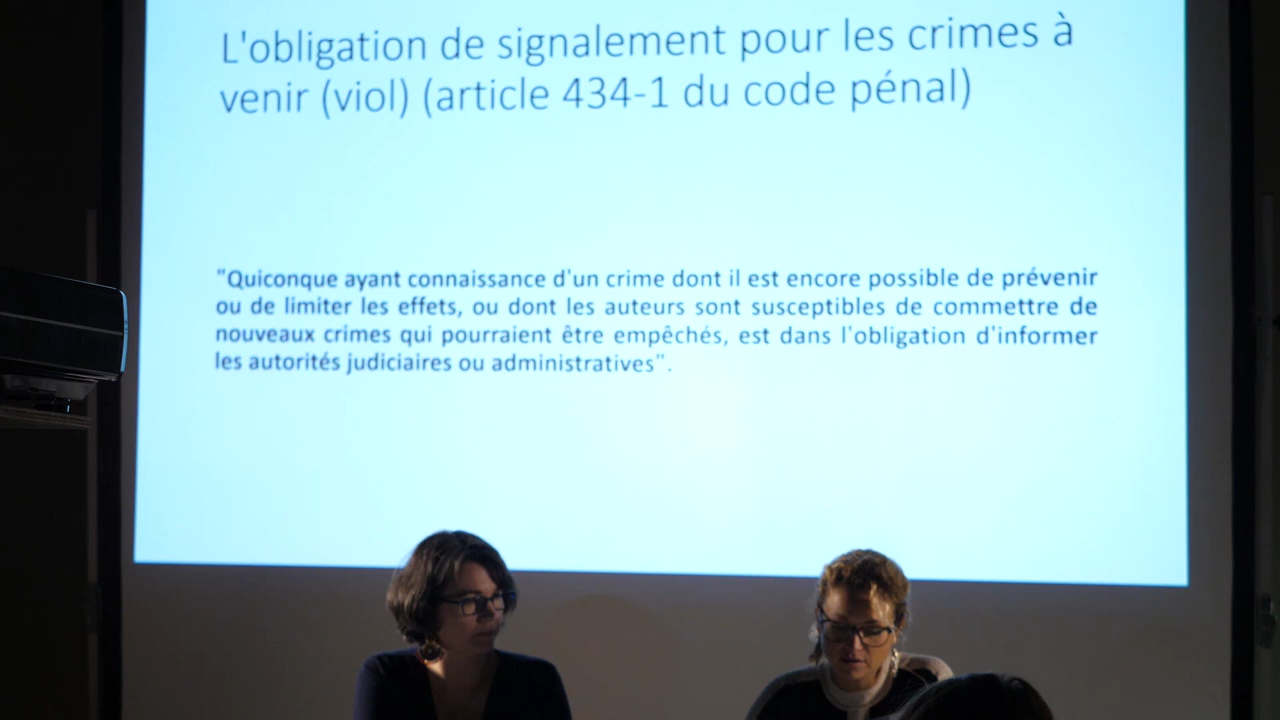 L'obligation de signalement pour les crimes à
venir (viol) (article 434-1 du code pénal)
"Quiconque ayant connaissance d'un crime dont il est encore possible de prévenir
ou de limiter les effets, ou dont les auteurs sont susceptibles de commettre de
nouveaux crimes qui pourraient être empêchés, est dans l'obligation d'informer
les autorités judiciaires ou administratives".